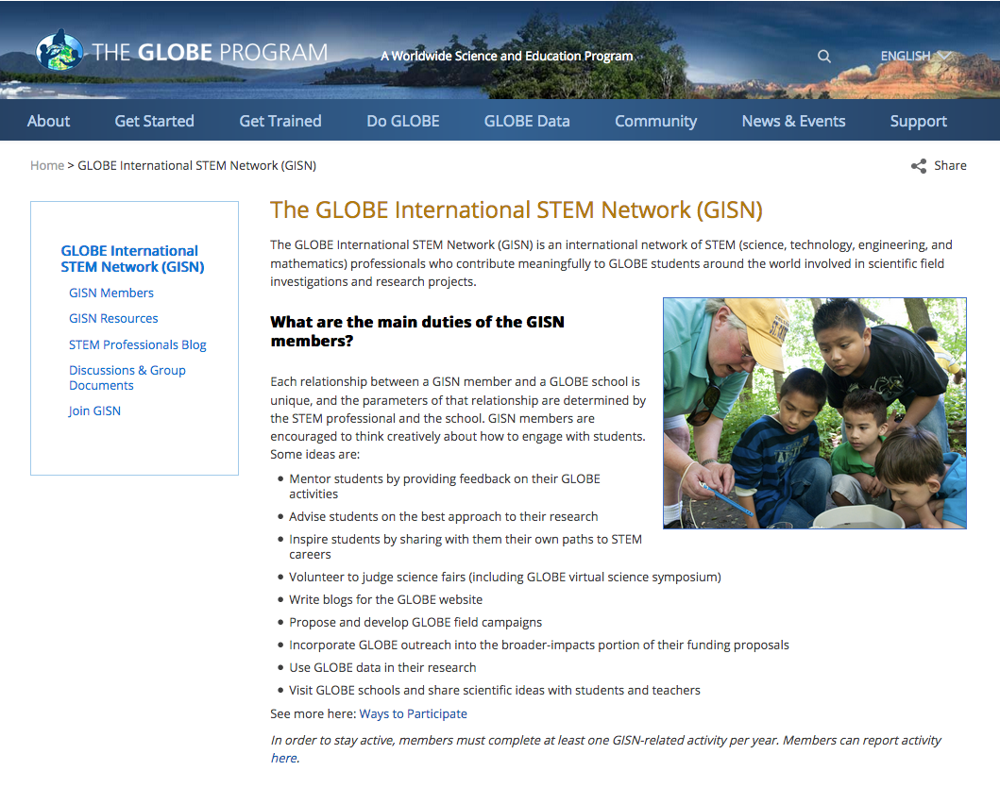 THE GLOBE PROGRAM
A Worldwide Science and Education Program
ENGLISH
About Get Started Get Trained Do GLOBE GLOBE Data Community News & Events Support
Home > GLOBE International STEM Network (GISN)
Share
GLOBE International
STEM Network (GISN)
GISN Members
GISN Resources
STEM Professionals Blog
Discussions & Group
Documents
Join GISN
The GLOBE International STEM Network (GISN)
The GLOBE International STEM Network (GISN) is an international network of STEM (science, technology, engineering, and
mathematics) professionals who contribute meaningfully to GLOBE students around the world involved in scientific field
investigations and research projects.
What are the main duties of the GISN
members?
Each relationship between a GISN member and a GLOBE school is
unique, and the parameters of that relationship are determined by
the STEM professional and the school. GISN members are
encouraged to think creatively about how to engage with students.
Some ideas are:
• Mentor students by providing feedback on their GLOBE
activities
• Advise students on the best approach to their research
• Inspire students by sharing with them their own paths to STEM
careers
• Volunteer to judge science fairs (including GLOBE virtual science symposium)
• Write blogs for the GLOBE website
• Propose and develop GLOBE field campaigns
• Incorporate GLOBE outreach into the broader-impacts portion of their funding proposals
• Use GLOBE data in their research
• Visit GLOBE schools and share scientific ideas with students and teachers
See more here: Ways to Participate
In order to stay active, members must complete at least one GISN-related activity per year. Members can report activity
here.